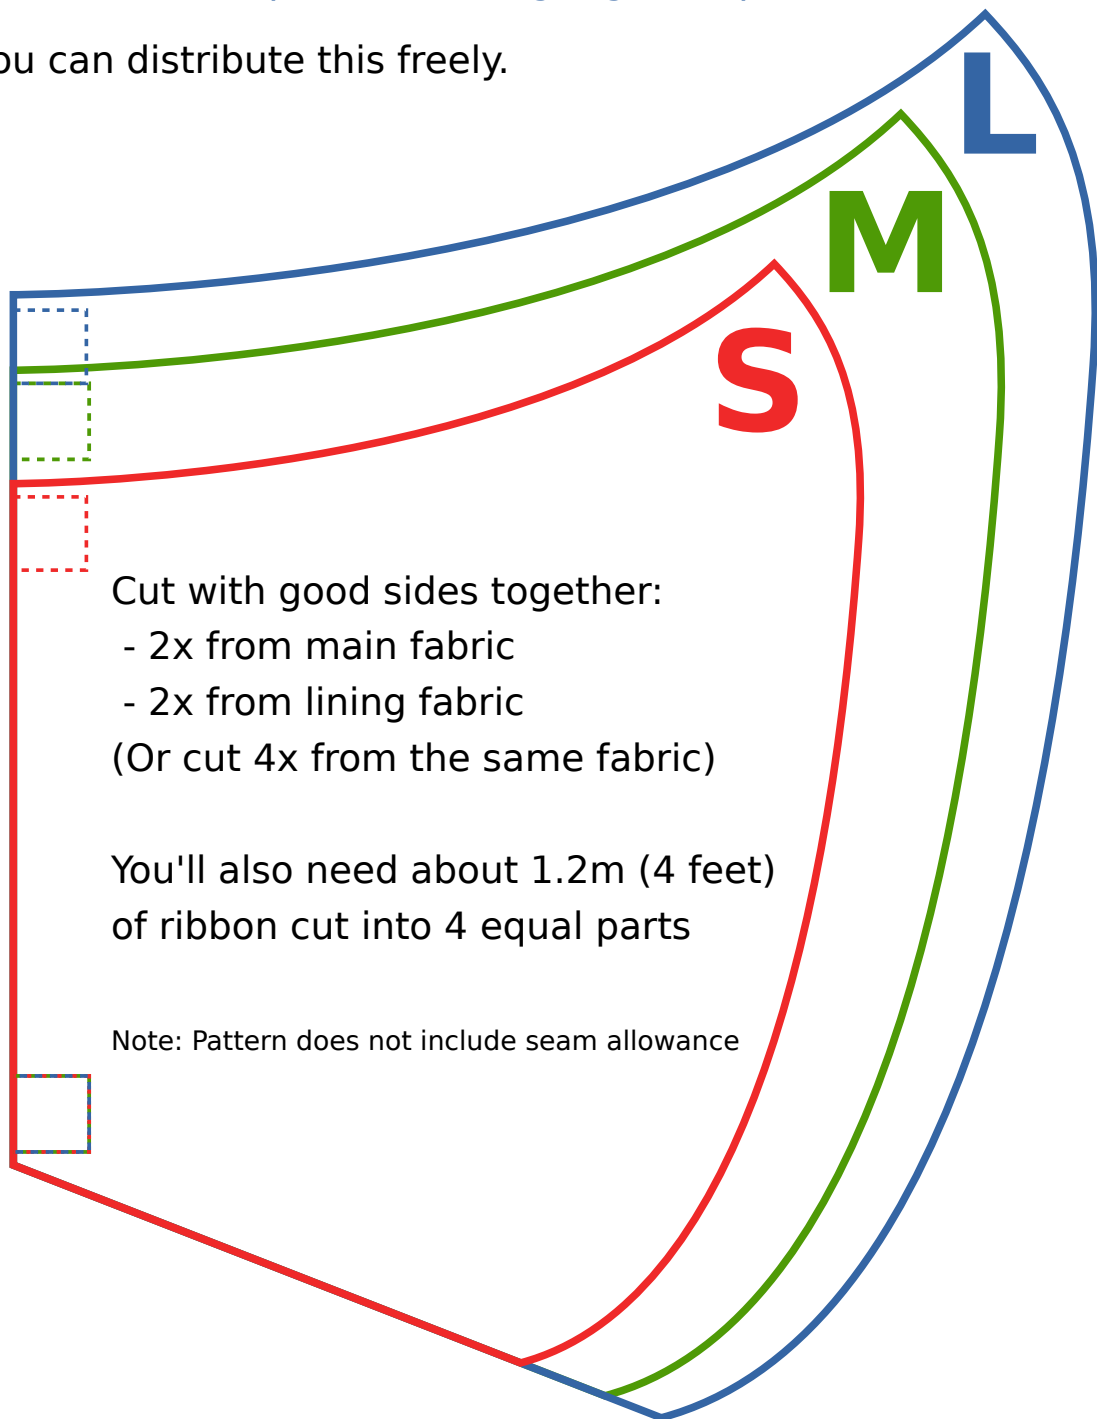 ou can distribute this freely.
L
M
S
Cut with good sides together:
- 2x from main fabric
- 2x from lining fabric
(Or cut 4x from the same fabric)
You'll also need about 1.2m (4 feet)
of ribbon cut into 4 equal parts
Note: Pattern does not include seam allowance